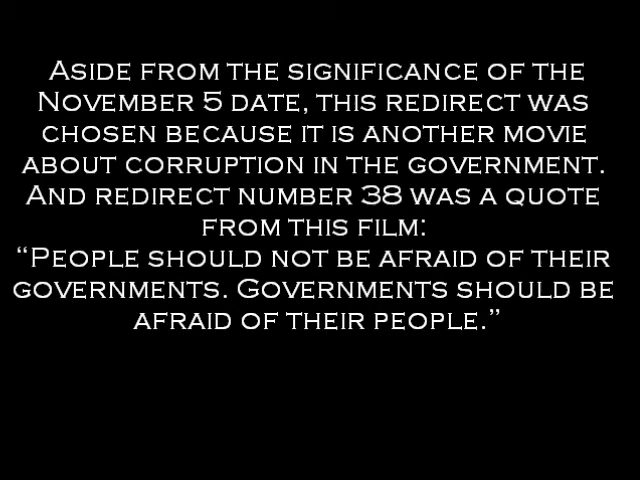 Aside from the significance of the
November 5 date, this redirect was
chosen because it is another movie
about corruption in the government.
And redirect number 38 was a quote
from this film:
“People should not be afraid of their
governments. Governments should be
afraid of their people.”